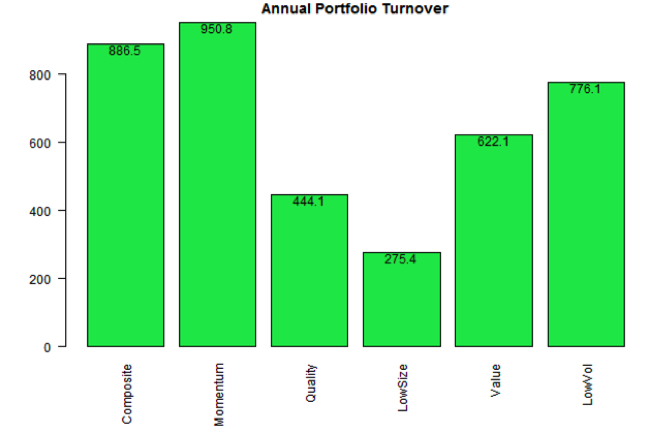 Annual Portfolio Turnover
950.8
886.5
800
776.1
622.1
600
444.1
400
275.4
200
0
Composite
Momentum
Quality
LowSize
Value
LowVol